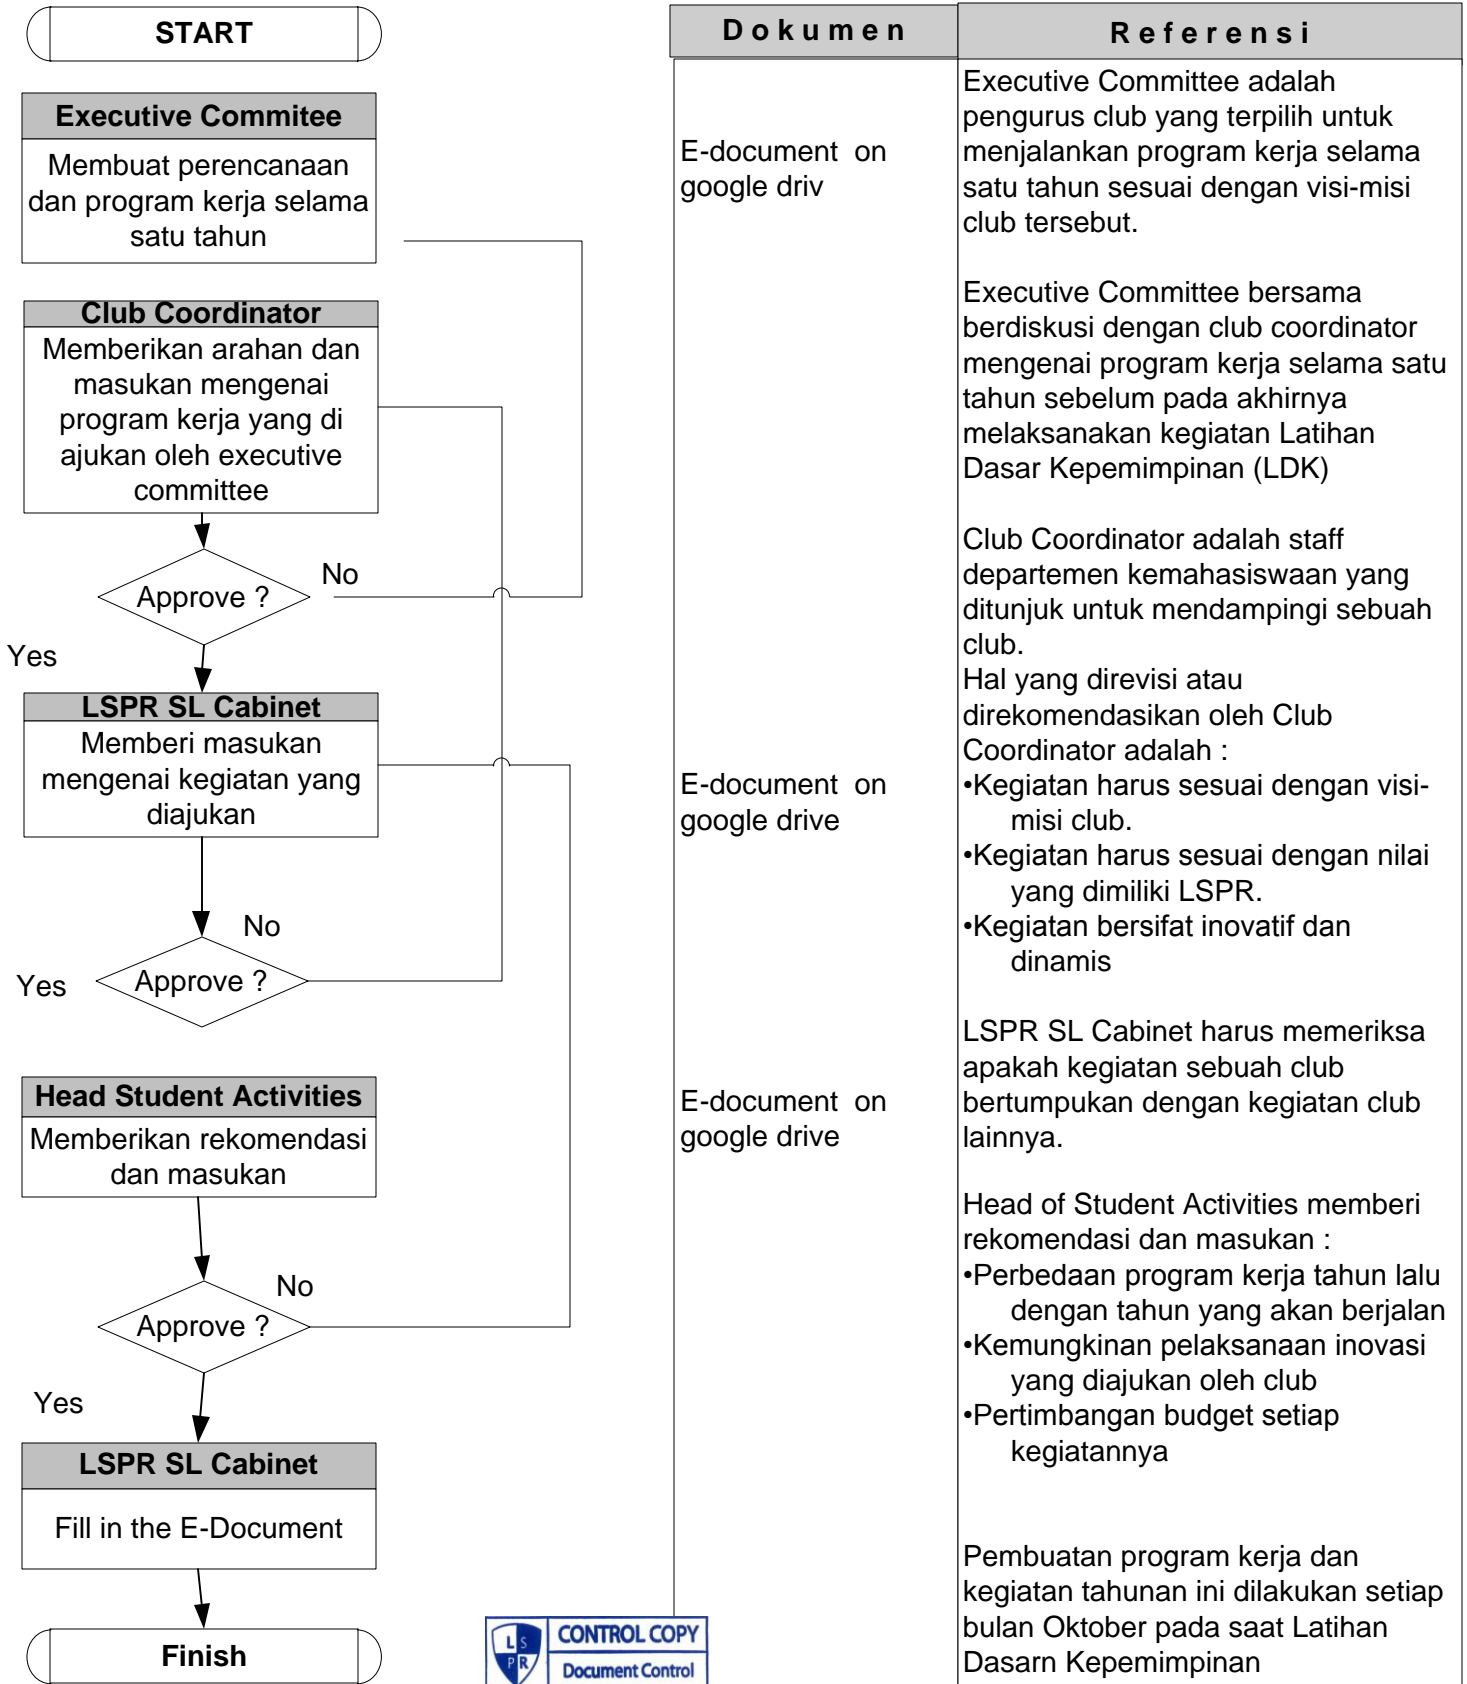 START
Executive Commitee
Membuat perencanaan
dan program kerja selama
satu tahun
Club Coordinator
Memberikan arahan dan
masukan mengenai
program kerja yang di
ajukan oleh executive
committee
Approve ?
No
Yes
LSPR SL Cabinet
Memberi masukan
mengenai kegiatan yang
diajukan
No
Approve ?
Yes
Head Student Activities
Memberikan rekomendasi
dan masukan
No
Approve ?
Yes
LSPR SL Cabinet
Fill in the E-Document
Finish
Dokumen
E-document on
google driv
E-document on
google drive
E-document on
google drive
Referensi
Executive Committee adalah
pengurus club yang terpilih untuk
menjalankan program kerja selama
satu tahun sesuai dengan visi-misi
club tersebut.
Executive Committee bersama
berdiskusi dengan club coordinator
mengenai program kerja selama satu
tahun sebelum pada akhirnya
melaksanakan kegiatan Latihan
Dasar Kepemimpinan (LDK)
Club Coordinator adalah staff
departemen kemahasiswaan yang
ditunjuk untuk mendampingi sebuah
club.
Hal yang direvisi atau
direkomendasikan oleh Club
Coordinator adalah :
•Kegiatan harus sesuai dengan visi-
misi club.
•Kegiatan harus sesuai dengan nilai
yang dimiliki LSPR.
•Kegiatan bersifat inovatif dan
dinamis
LSPR SL Cabinet harus memeriksa
apakah kegiatan sebuah club
bertumpukan dengan kegiatan club
lainnya.
Head of Student Activities memberi
rekomendasi dan masukan :
•Perbedaan program kerja tahun lalu
dengan tahun yang akan berjalan
•Kemungkinan pelaksanaan inovasi
yang diajukan oleh club
•Pertimbangan budget setiap
kegiatannya
Pembuatan program kerja dan
kegiatan tahunan ini dilakukan setiap
bulan Oktober pada saat Latihan
Dasarn Kepemimpinan
LS
PR
CONTROL COPY
Document Control